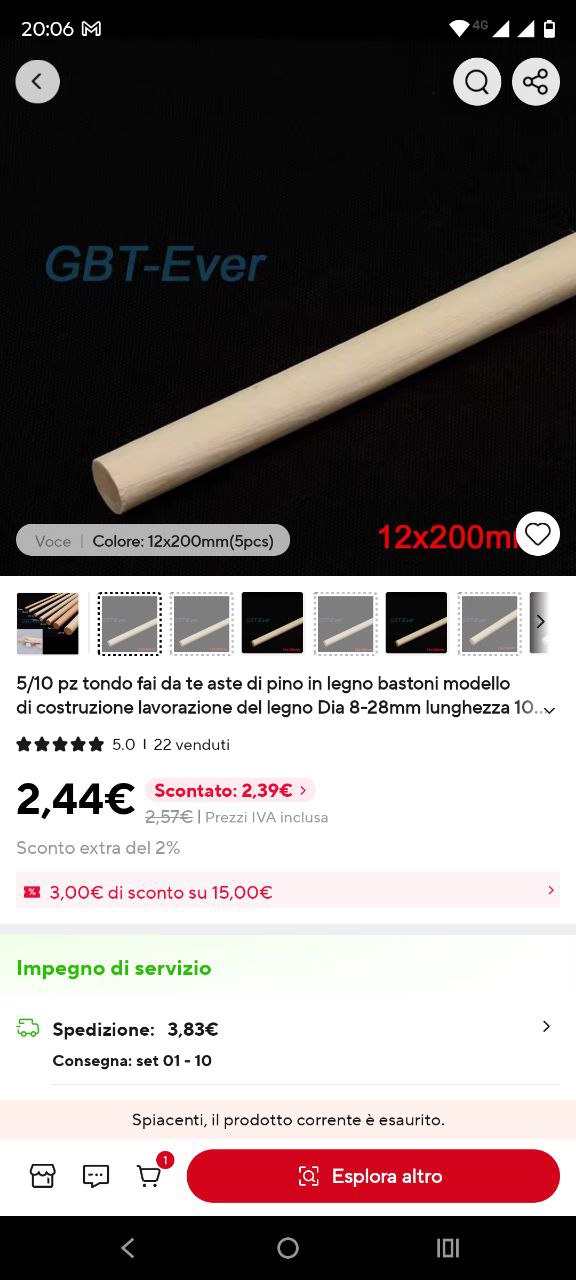 20:06
4G
GBT-Ever
Voce | Colore: 12x200mm(5pcs)
12x200m
5/10 pz tondo fai da te aste di pino in legno bastoni modello
di costruzione lavorazione del legno Dia 8-28mm lunghezza 10...
5.0 | 22 venduti
2,44€ Scontato: 2,39€ >
2,57€ | Prezzi IVA inclusa
Sconto extra del 2%
3,00€ di sconto su 15,00€
Impegno di servizio
Spedizione: 3,83€
Consegna: set 01 - 10
Spiacenti, il prodotto corrente è esaurito.
1
Esplora altro